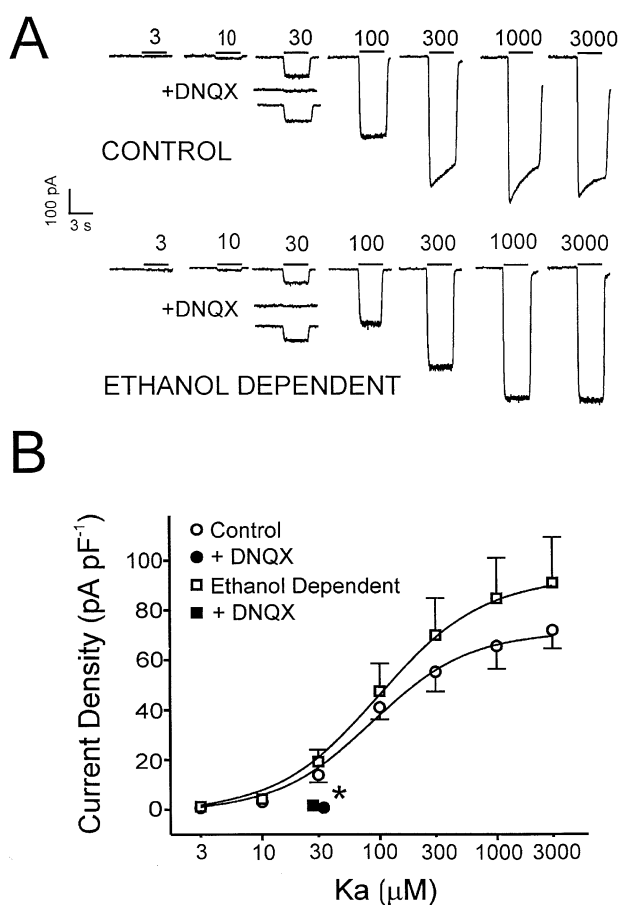 A
3 10 30 100 300 1000 3000
+DNQX
CONTROL
100 pA
3 s
3 10 30 100 300 1000 3000
+DNQX
ETHANOL DEPENDENT
B
Current Density (pA pF⁻¹)
Control
+ DNQX
Ethanol Dependent
+ DNQX
100
80
60
40
20
0
*
3 10 30 100 300 1000 3000
Ka (μM)